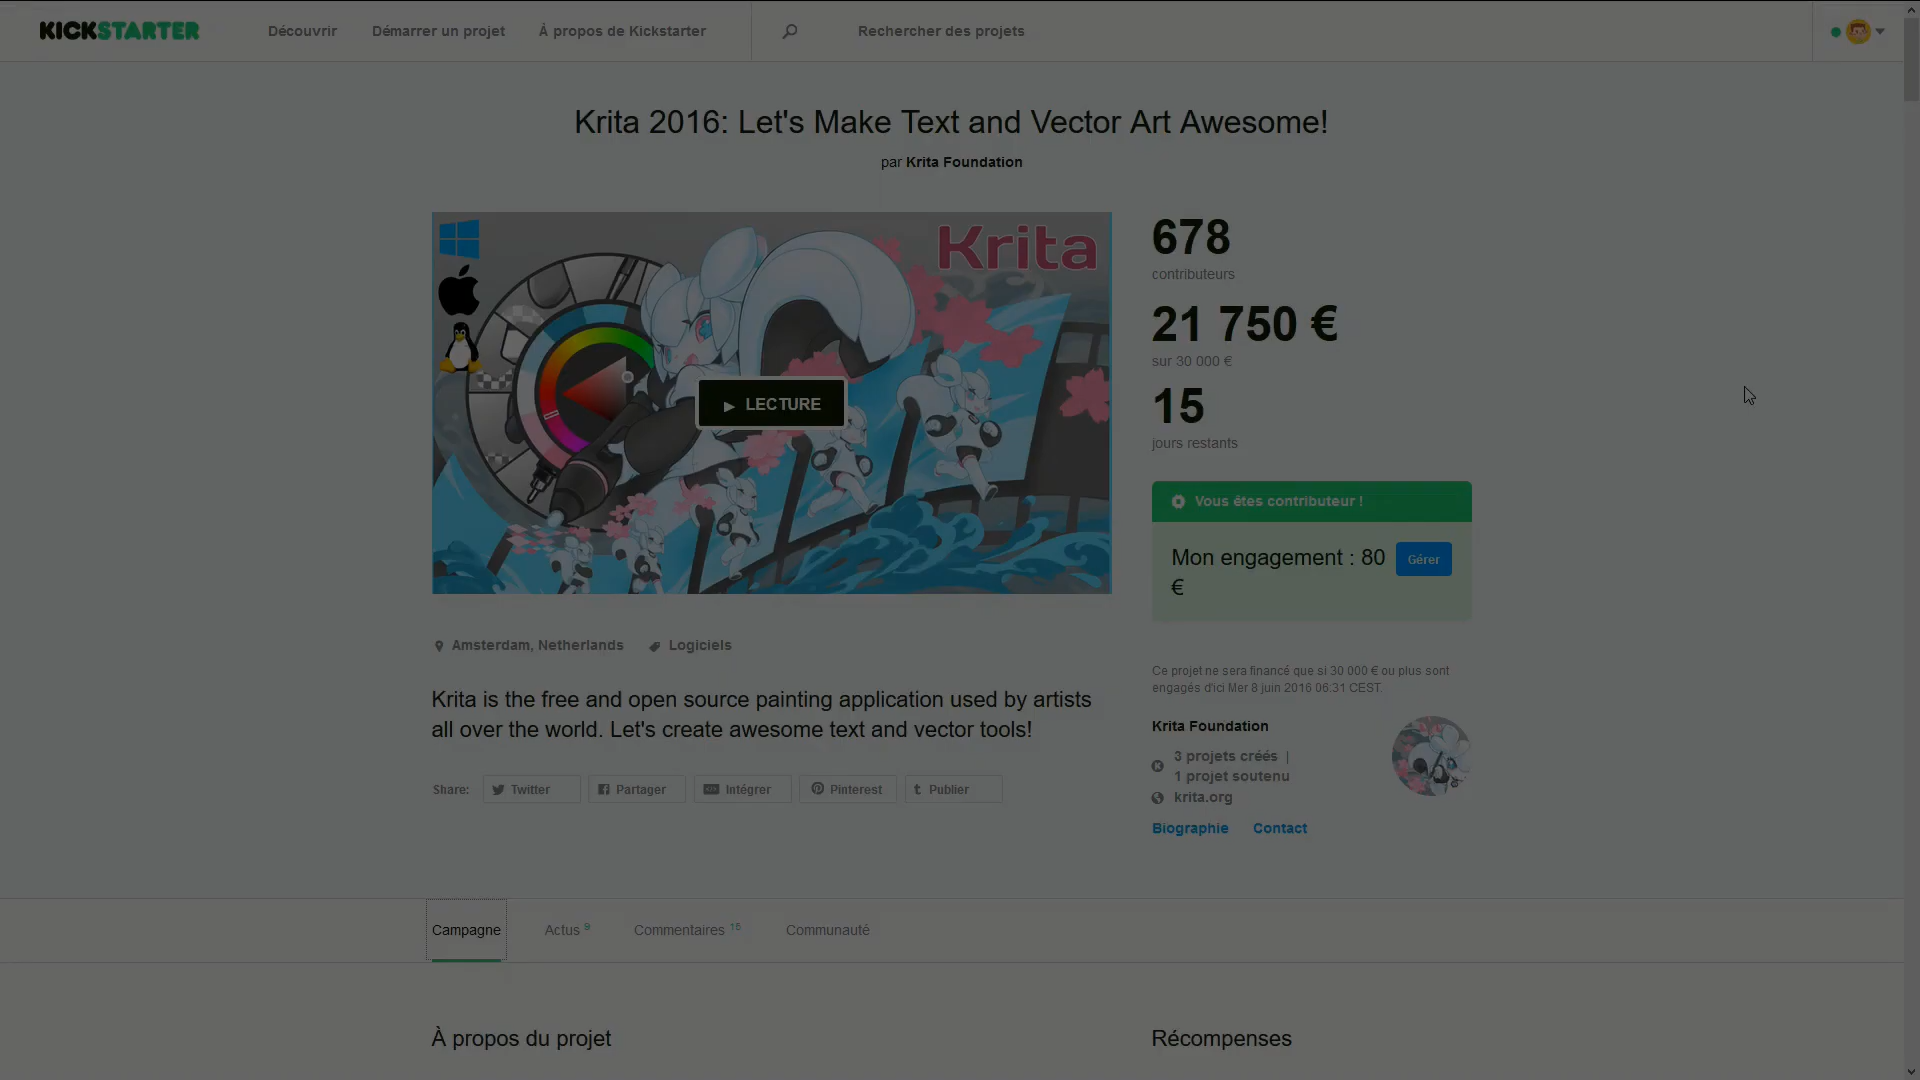 KICKSTARTER
Découvrir
Démarrer un projet
À propos de Kickstarter
Rechercher des projets
Krita 2016: Let's Make Text and Vector Art Awesome!
par Krita Foundation
Krita
LECTURE
678
contributeurs
21 750 €
sur 30 000 €
15
jours restants
Vous êtes contributeur !
Mon engagement : 80
€
Gérer
Amsterdam, Netherlands
Logiciels
Krita is the free and open source painting application used by artists
all over the world. Let's create awesome text and vector tools!
Share:
Twitter
Partager
Intégrer
Pinterest
Publier
Ce projet ne sera financé que si 30 000 € ou plus sont
engagés d'ici Mer 8 juin 2016 06:31 CEST.
Krita Foundation
3 projets créés |
1 projet soutenu
krita.org
Biographie
Contact
Campagne
Actus 9
Commentaires
Communauté
À propos du projet
Récompenses